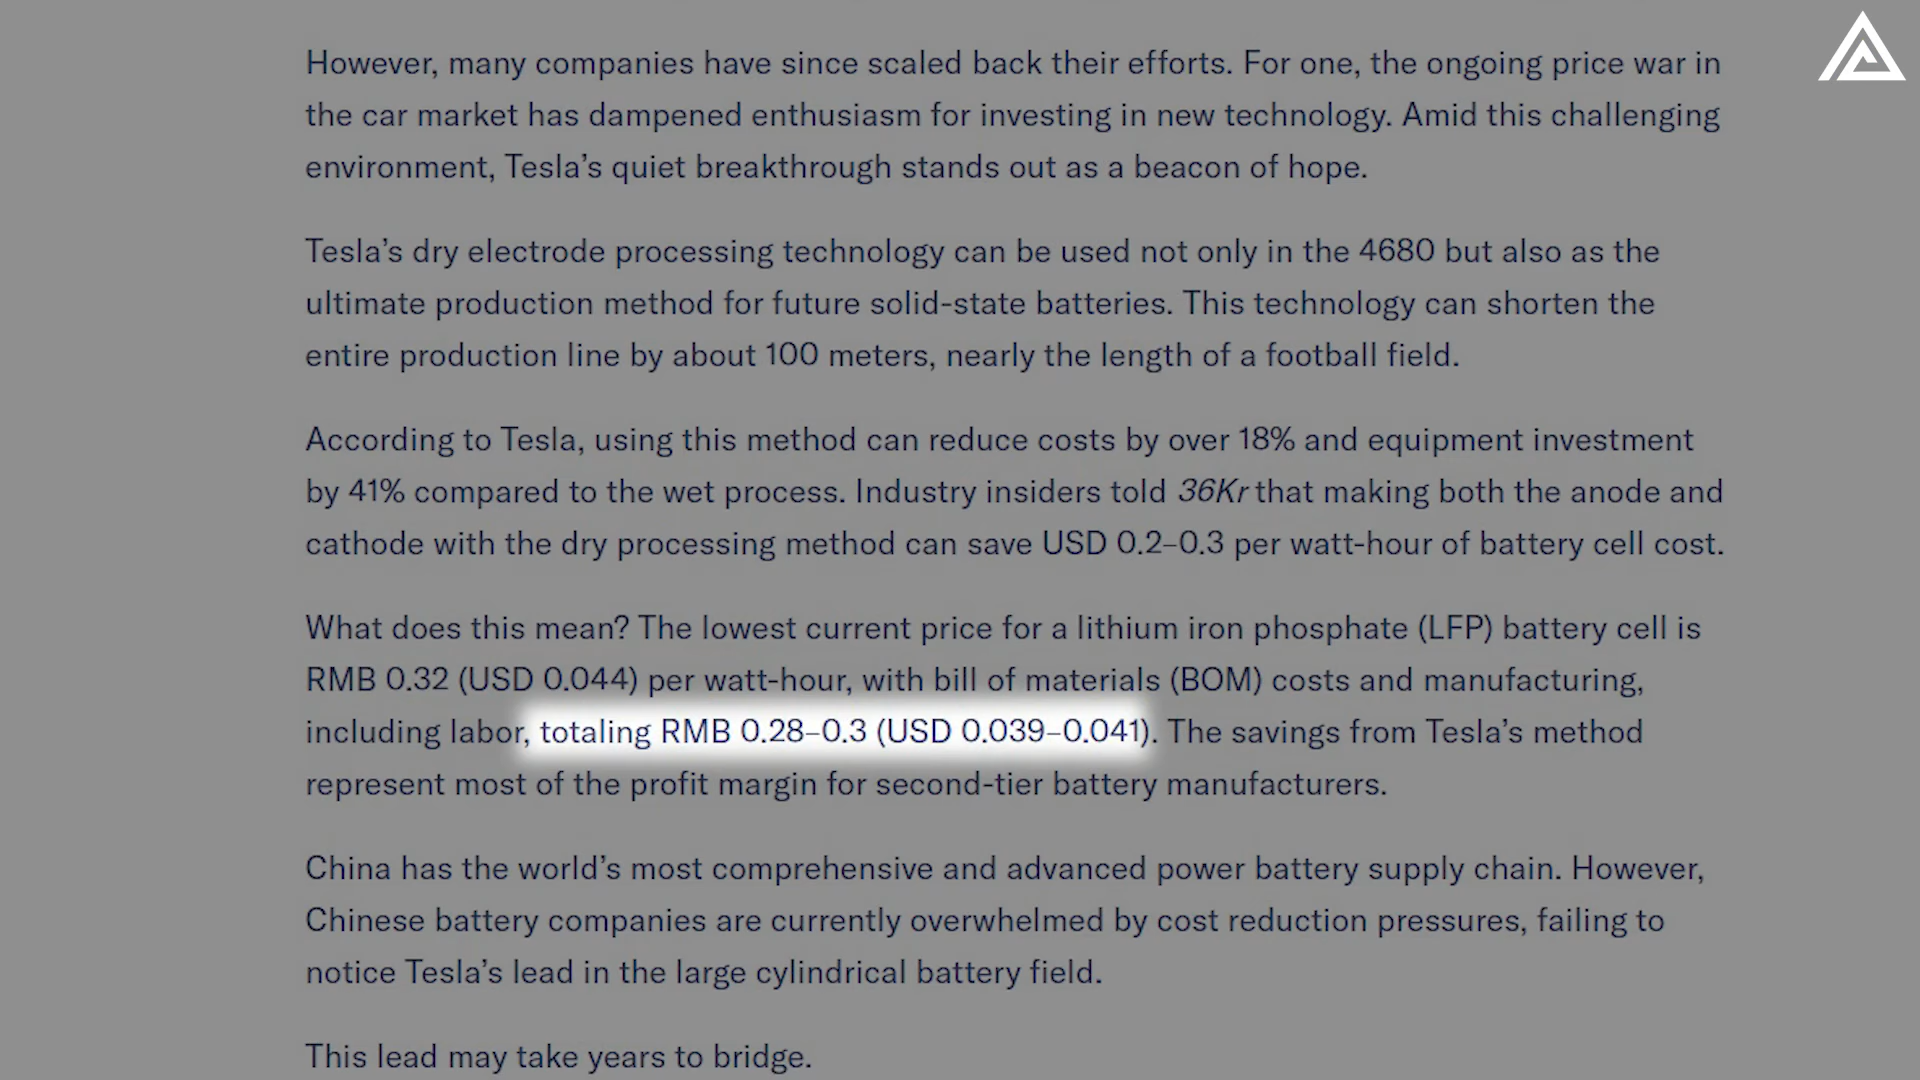 However, many companies have since scaled back their efforts. For one, the ongoing price war in
the car market has dampened enthusiasm for investing in new technology. Amid this challenging
environment, Tesla’s quiet breakthrough stands out as a beacon of hope.
Tesla’s dry electrode processing technology can be used not only in the 4680 but also as the
ultimate production method for future solid-state batteries. This technology can shorten the
entire production line by about 100 meters, nearly the length of a football field.
According to Tesla, using this method can reduce costs by over 18% and equipment investment
by 41% compared to the wet process. Industry insiders told 36Kr that making both the anode and
cathode with the dry processing method can save USD 0.2–0.3 per watt-hour of battery cell cost.
What does this mean? The lowest current price for a lithium iron phosphate (LFP) battery cell is
RMB 0.32 (USD 0.044) per watt-hour, with bill of materials (BOM) costs and manufacturing,
including labor, totaling RMB 0.28–0.3 (USD 0.039–0.041). The savings from Tesla’s method
represent most of the profit margin for second-tier battery manufacturers.
China has the world’s most comprehensive and advanced power battery supply chain. However,
Chinese battery companies are currently overwhelmed by cost reduction pressures, failing to
notice Tesla’s lead in the large cylindrical battery field.
This lead may take years to bridge.